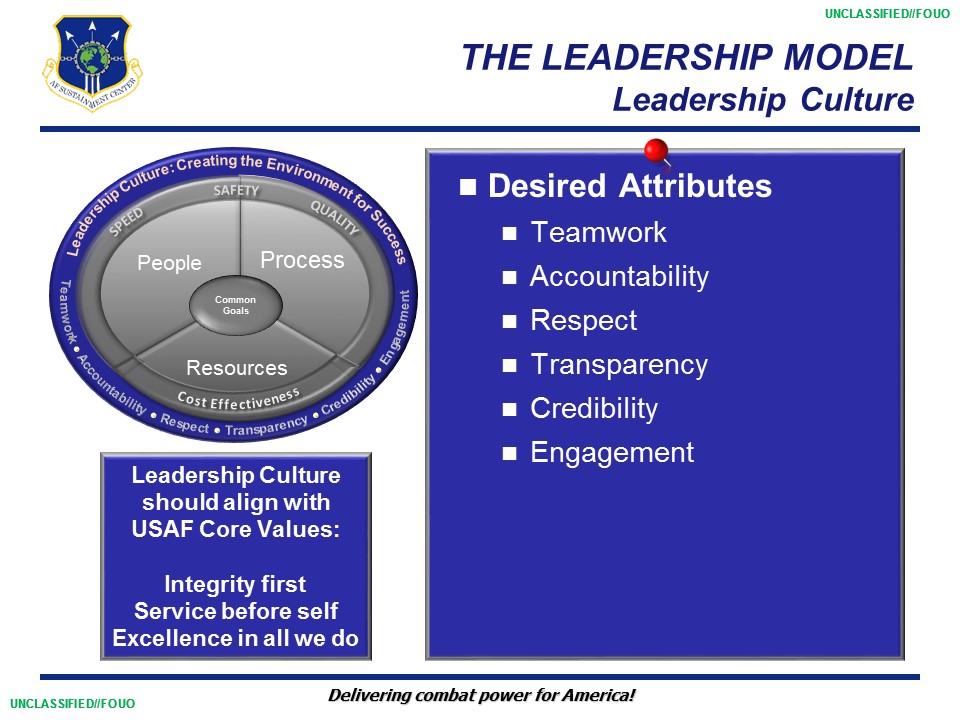 UNCLASSIFIED//FOUO
AF SUSTAINMENT CENTER
THE LEADERSHIP MODEL
Leadership Culture
Leadership Culture: Creating the Environment for Success
SPEED
SAFETY
QUALITY
People
Process
Common
Goals
Resources
Cost Effectiveness
Teamwork • Accountability • Respect • Transparency • Credibility • Engagement
Leadership Culture
should align with
USAF Core Values:
Integrity first
Service before self
Excellence in all we do
■ Desired Attributes
■ Teamwork
■ Accountability
■ Respect
■ Transparency
■ Credibility
■ Engagement
Delivering combat power for America!
UNCLASSIFIED//FOUO